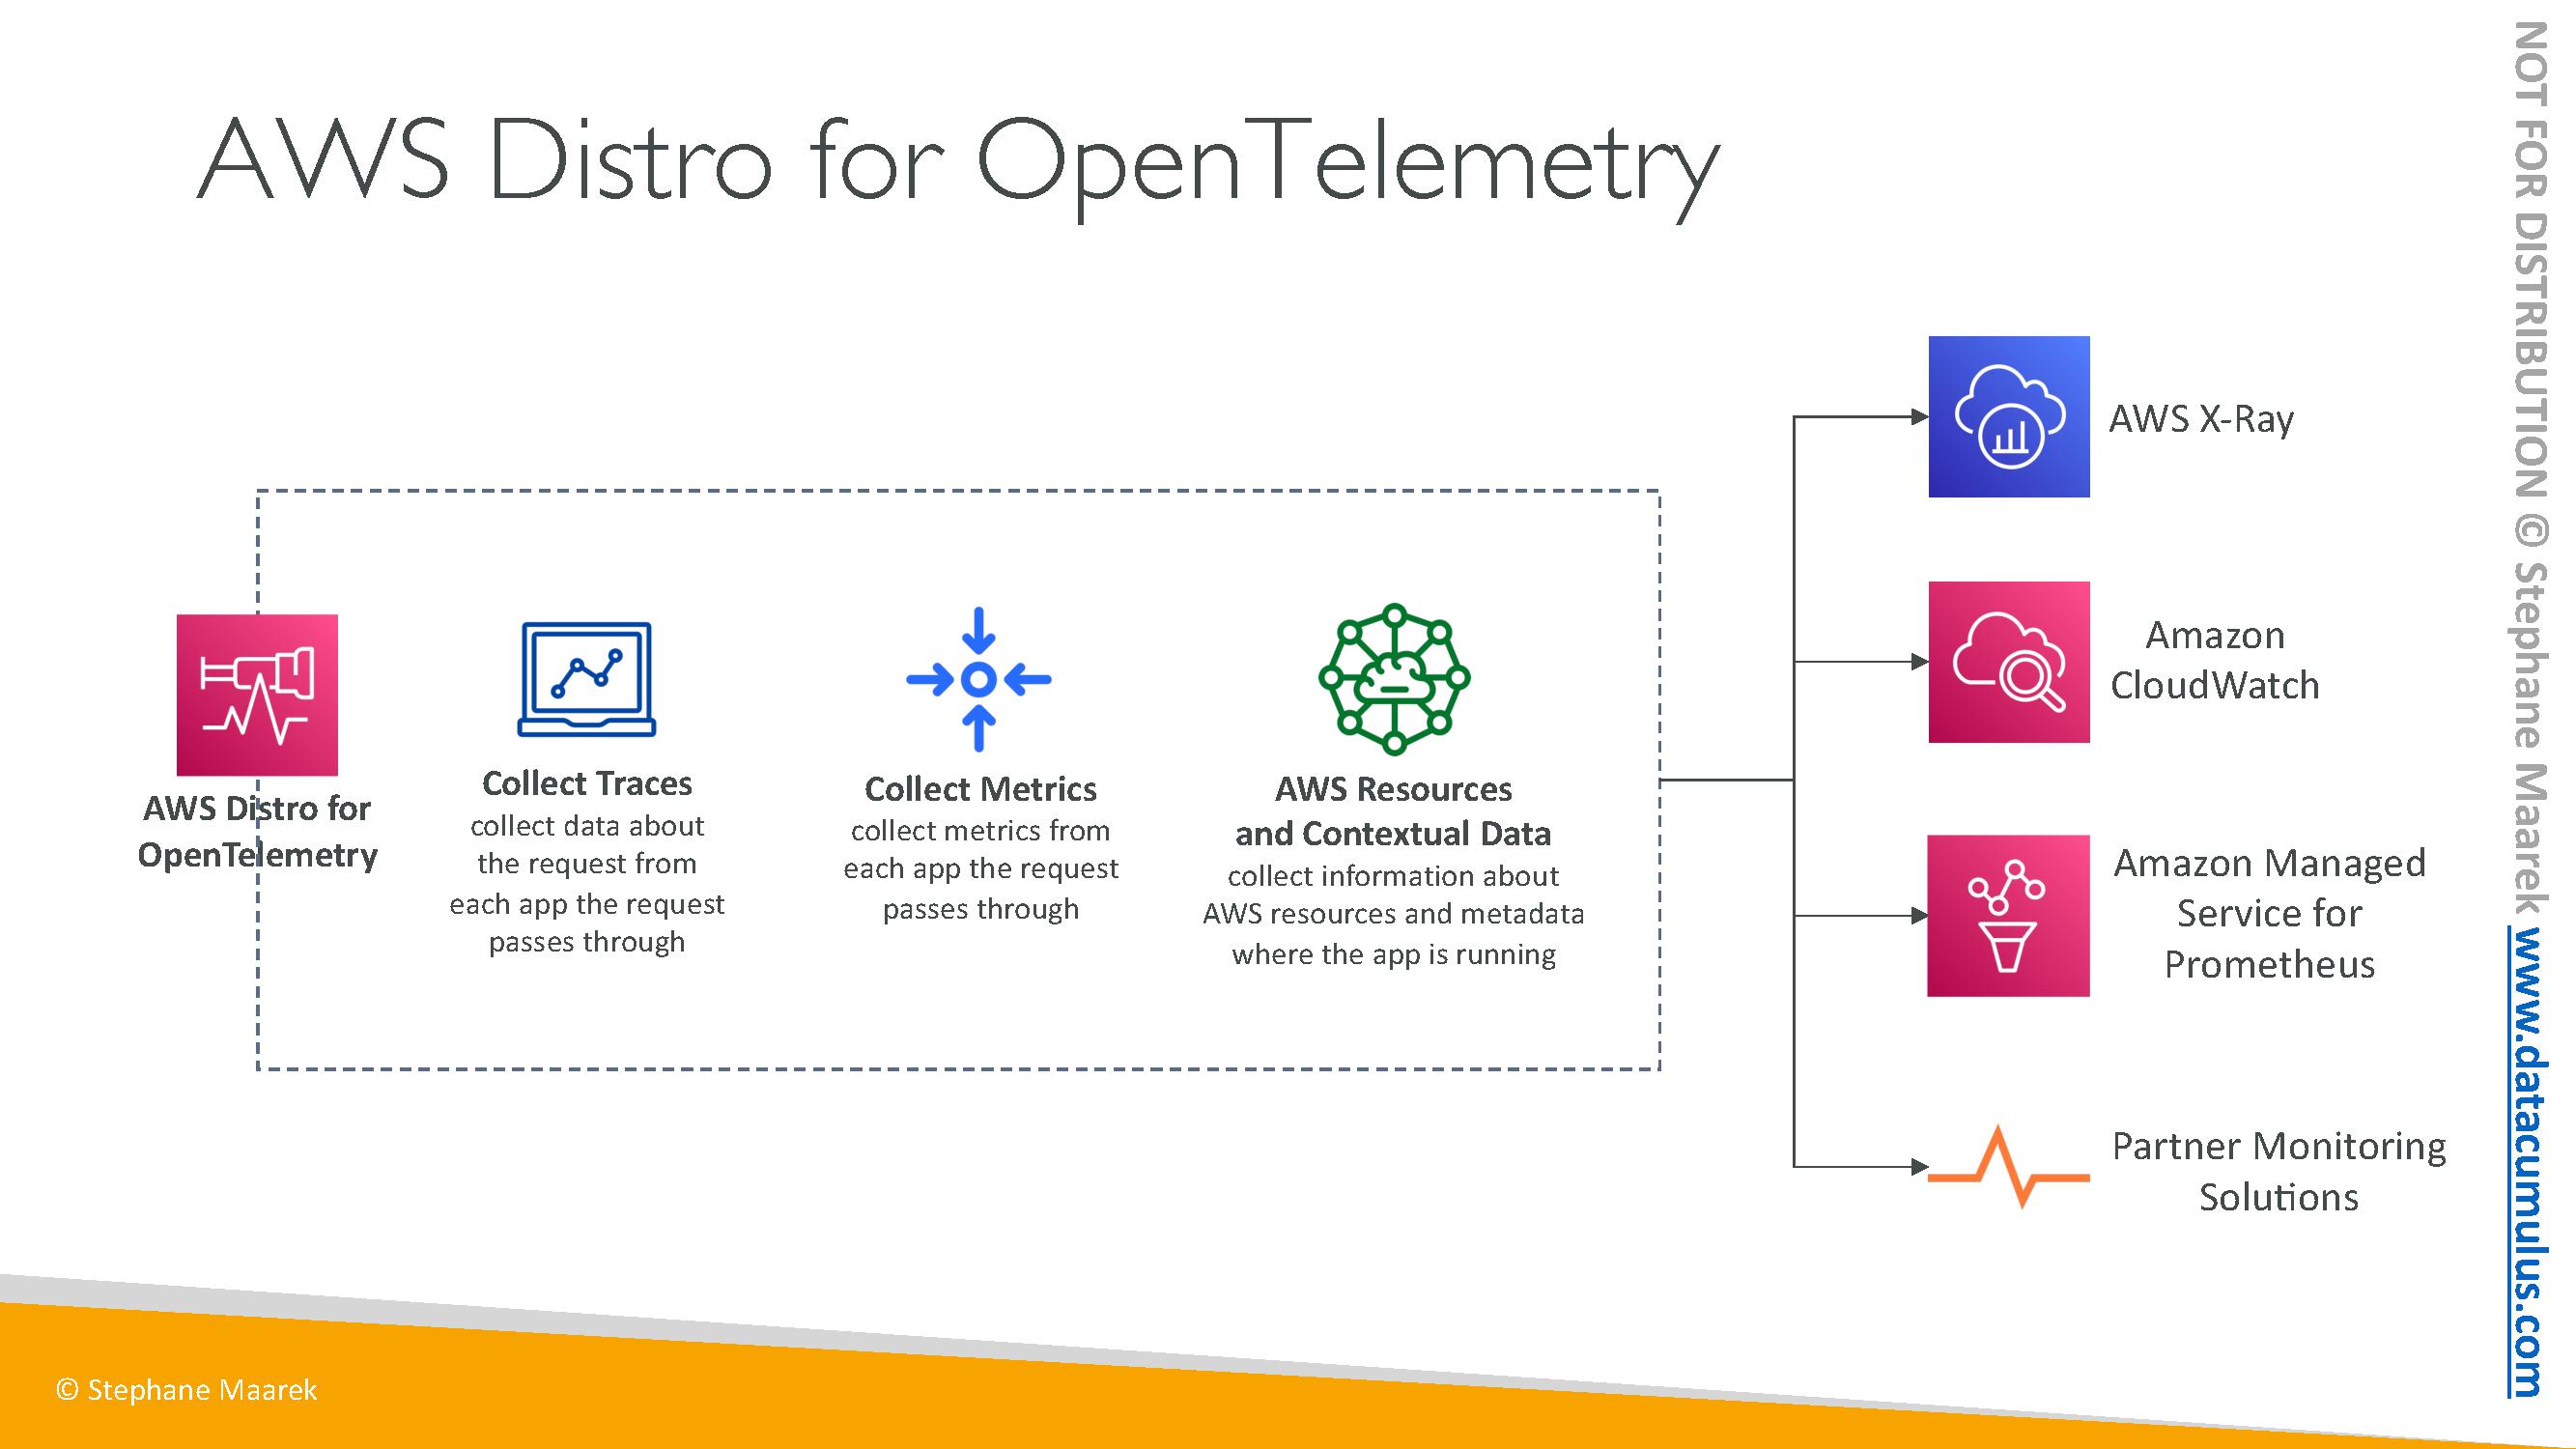 AWS Distro for OpenTelemetry
AWS Distro for
OpenTelemetry
Collect Traces
collect data about
the request from
each app the request
passes through
Collect Metrics
collect metrics from
each app the request
passes through
AWS Resources
and Contextual Data
collect information about
AWS resources and metadata
where the app is running
AWS X-Ray
Amazon
CloudWatch
Amazon Managed
Service for
Prometheus
Partner Monitoring
Solutions
© Stephane Maarek
NOT FOR DISTRIBUTION © Stephane Maarek www.datacumulus.com